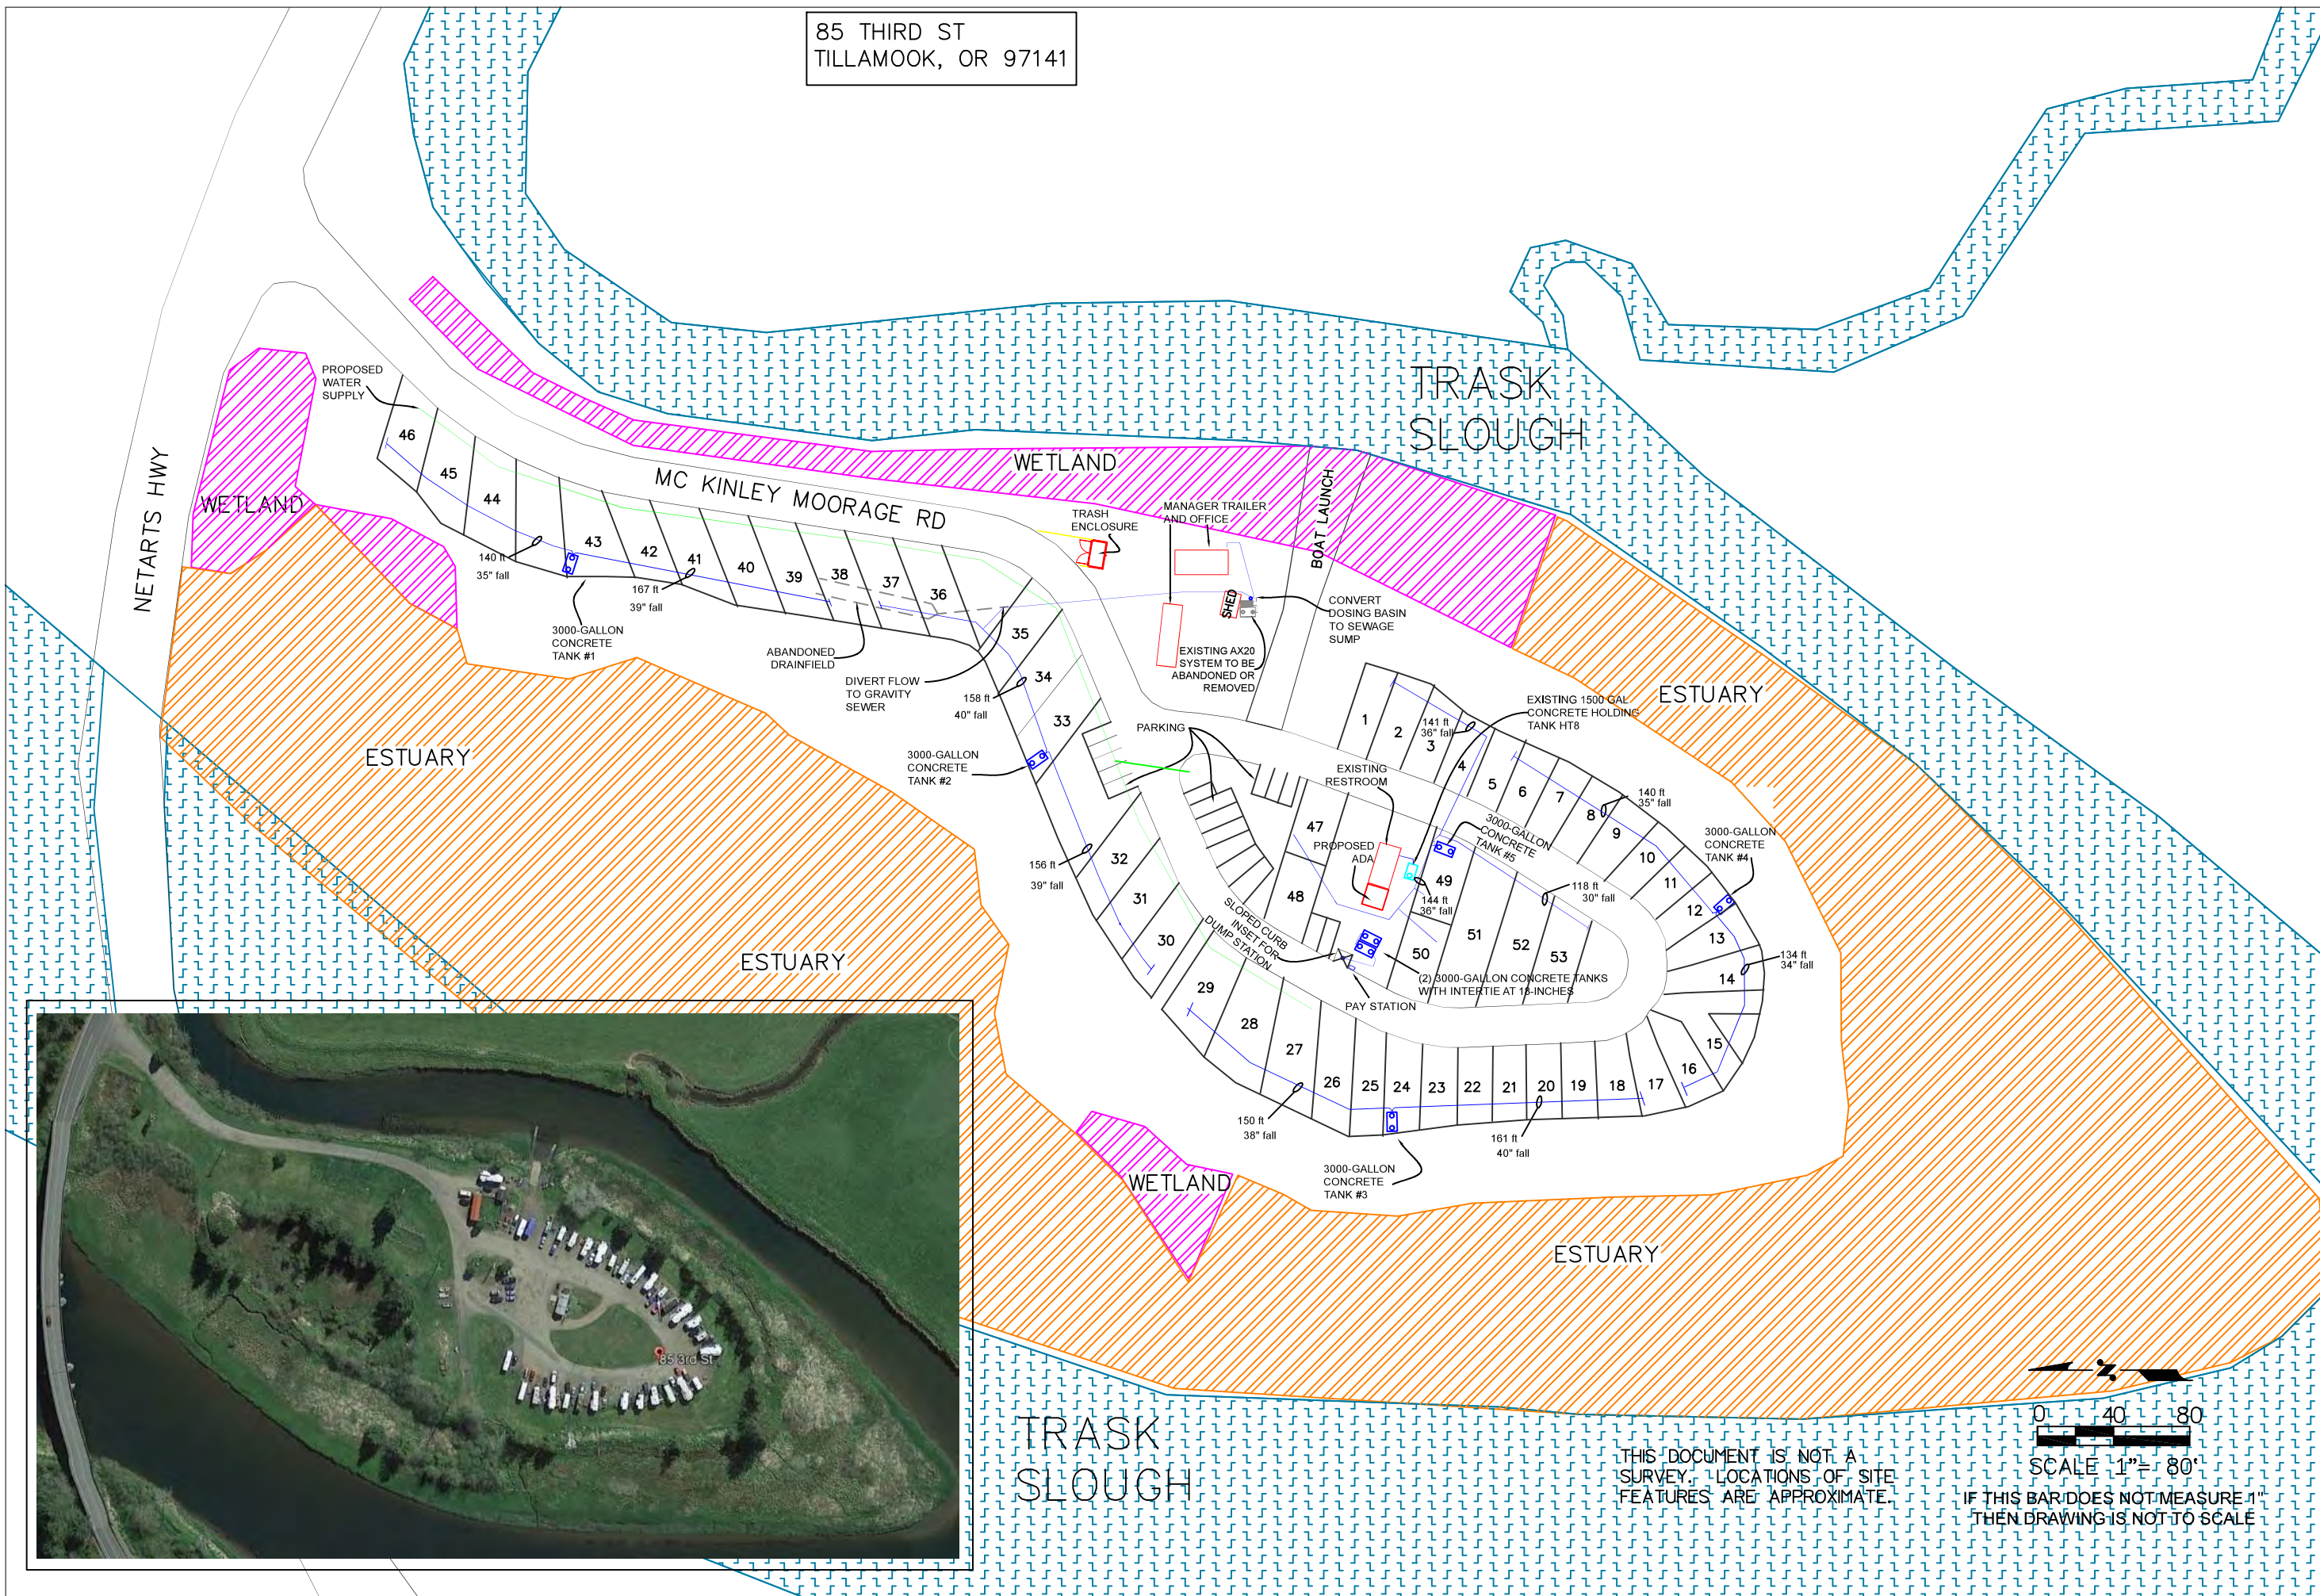 85 THIRD ST
TILLAMOOK, OR 97141
TRASK
SLOUGH
NETARTS HWY
MC KINLEY MOORAGE RD
WETLAND
WETLAND
BOAT LAUNCH
PROPOSED
WATER
SUPPLY
46
45
44
43
42
41
40
39
38
37
36
35
34
33
32
31
30
29
28
27
26
25
24
23
22
21
20
19
18
17
16
15
14
13
12
11
10
9
8
7
6
5
4
3
2
1
47
48
49
50
51
52
53
140 ft
35" fall
167 ft
39" fall
3000-GALLON
CONCRETE
TANK #1
ABANDONED
DRAINFIELD
DIVERT FLOW
TO GRAVITY
SEWER
158 ft
40" fall
3000-GALLON
CONCRETE
TANK #2
156 ft
39" fall
TRASH
ENCLOSURE
MANAGER TRAILER
AND OFFICE
SHED
CONVERT
DOSING BASIN
TO SEWAGE
SUMP
EXISTING AX20
SYSTEM TO BE
ABANDONED OR
REMOVED
PARKING
EXISTING
RESTROOM
PROPOSED
ADA
EXISTING 1500 GAL
CONCRETE HOLDING
TANK HT8
141 ft
36" fall
140 ft
35" fall
3000-GALLON
CONCRETE
TANK #5
3000-GALLON
CONCRETE
TANK #4
118 ft
30" fall
144 ft
36" fall
134 ft
34" fall
SLOPED CURB
INSET FOR
DUMP STATION
(2) 3000-GALLON CONCRETE TANKS
WITH INTERTIE AT 18-INCHES
PAY STATION
150 ft
38" fall
161 ft
40" fall
3000-GALLON
CONCRETE
TANK #3
ESTUARY
ESTUARY
ESTUARY
ESTUARY
WETLAND
85 3rd St
TRASK
SLOUGH
THIS DOCUMENT IS NOT A
SURVEY. LOCATIONS OF SITE
FEATURES ARE APPROXIMATE.
N
0 40 80
SCALE 1"= 80'
IF THIS BAR DOES NOT MEASURE 1"
THEN DRAWING IS NOT TO SCALE